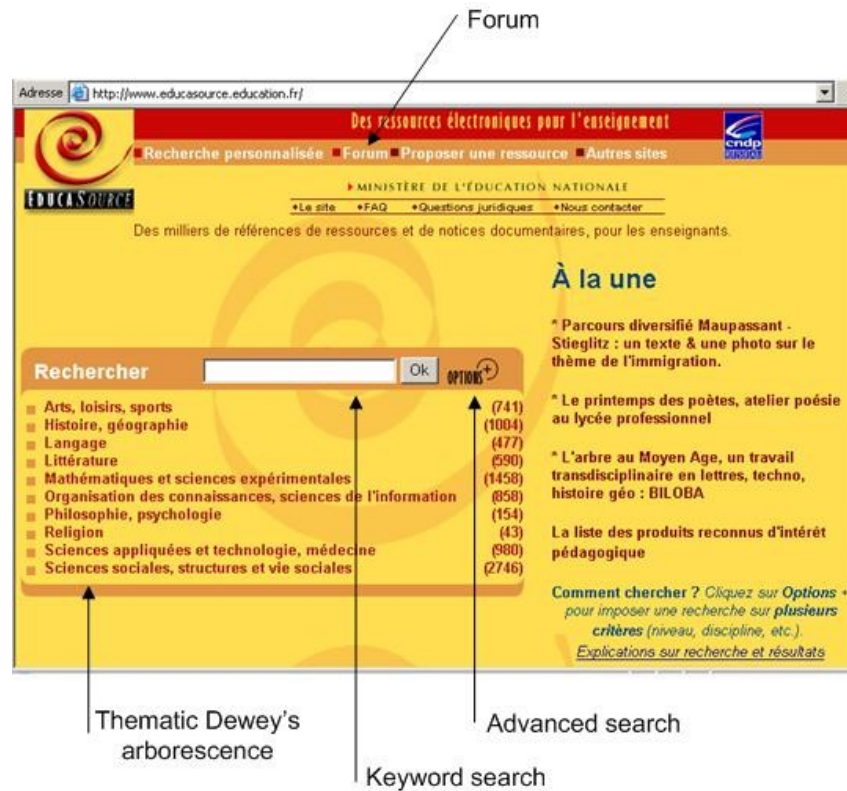 Forum
Adresse http://www.educasource.education.fr/
Des ressources électroniques pour l'enseignement
Recherche personnalisée Forum Proposer une ressource Autres sites
cndp
EDUCASOURCE
MINISTÈRE DE L'ÉDUCATION NATIONALE
Le site FAQ Questions juridiques Nous contacter
Des milliers de références de ressources et de notices documentaires, pour les enseignants.
Rechercher Ok OPTIONS+
Arts, loisirs, sports (741)
Histoire, géographie (1004)
Langage (477)
Littérature (590)
Mathématiques et sciences expérimentales (1458)
Organisation des connaissances, sciences de l'information (858)
Philosophie, psychologie (154)
Religion (43)
Sciences appliquées et technologie, médecine (980)
Sciences sociales, structures et vie sociales (2746)
À la une
* Parcours diversifié Maupassant -
Stieglitz : un texte & une photo sur le
thème de l'immigration.
* Le printemps des poètes, atelier poésie
au lycée professionnel
* L'arbre au Moyen Age, un travail
transdisciplinaire en lettres, techno,
histoire géo : BILOBA
La liste des produits reconnus d'intérêt
pédagogique
Comment chercher ? Cliquez sur Options +
pour imposer une recherche sur plusieurs
critères (niveau, discipline, etc.).
Explications sur recherche et résultats
Thematic Dewey's
arborescence
Keyword search
Advanced search